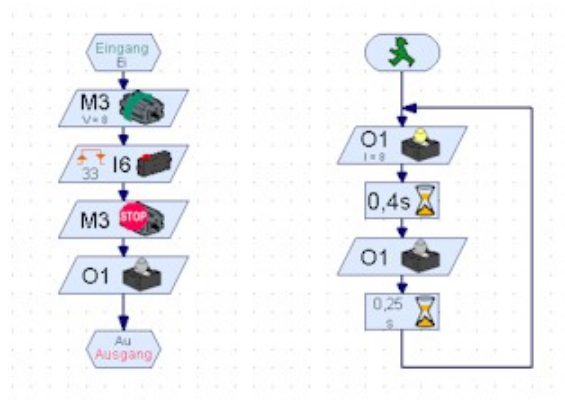 Eingang
Ei
M3
V = 8
33
I6
M3
STOP
O1
Au
Ausgang
O1
I = 8
0,4s
O1
0,25
s